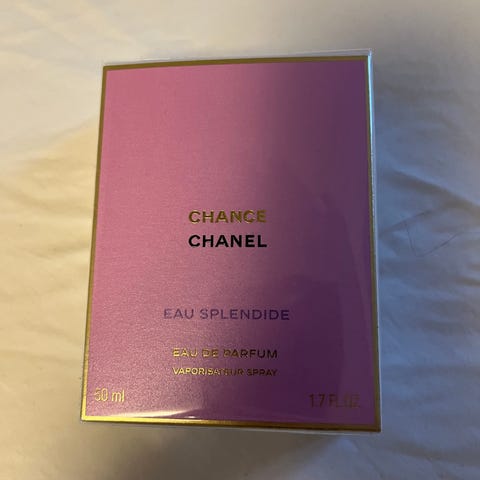 CHANCE
CHANEL
EAU SPLENDIDE
EAU DE PARFUM
VAPORISATEUR SPRAY
50 ml 1.7 FL.OZ.